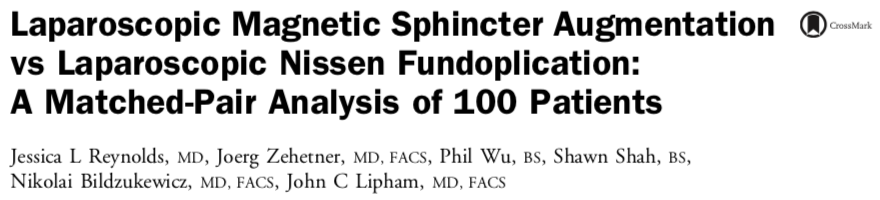 Laparoscopic Magnetic Sphincter Augmentation
CrossMark
vs Laparoscopic Nissen Fundoplication:
A Matched-Pair Analysis of 100 Patients
Jessica L Reynolds, MD, Joerg Zehetner, MD, FACS, Phil Wu, BS, Shawn Shah, BS,
Nikolai Bildzukewicz, MD, FACS, John C Lipham, MD, FACS